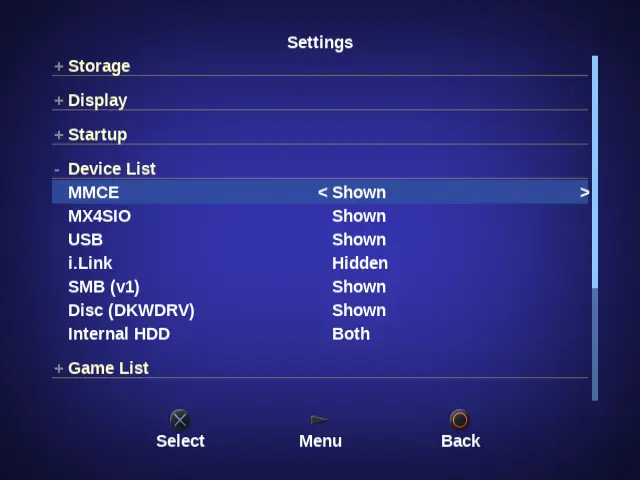 Settings
+ Storage
+ Display
+ Startup
- Device List
MMCE < Shown >
MX4SIO Shown
USB Shown
i.Link Hidden
SMB (v1) Shown
Disc (DKWDRV) Shown
Internal HDD Both
+ Game List
Select Menu Back